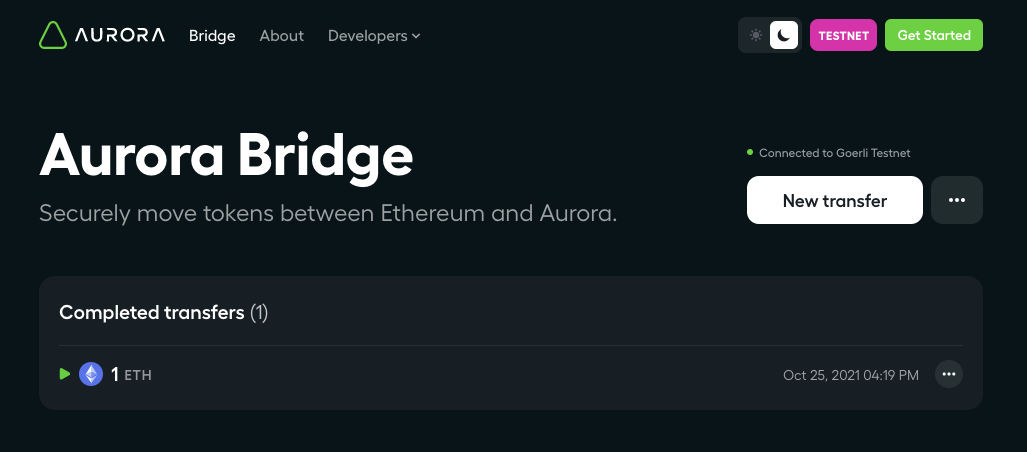 AURORA Bridge About Developers TESTNET Get Started
Aurora Bridge
Securely move tokens between Ethereum and Aurora.
Connected to Goerli Testnet
New transfer
Completed transfers (1)
1 ETH Oct 25, 2021 04:19 PM